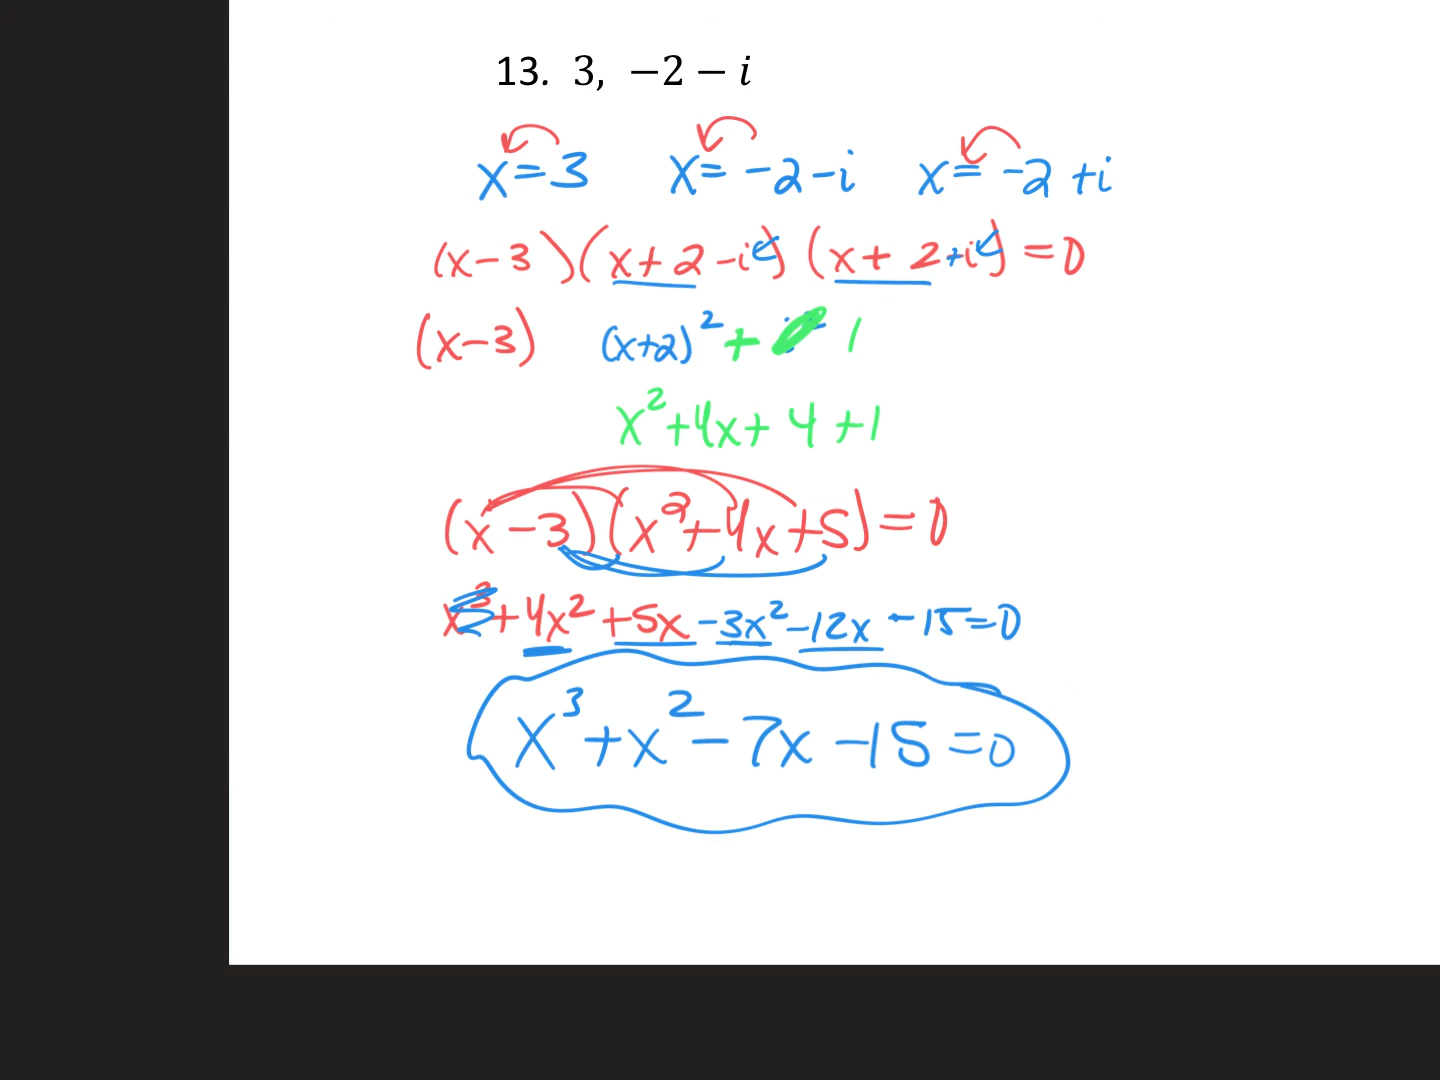 13. 3, −2 − i
x = 3 x = -2 - i x = -2 + i
(x - 3)(x + 2 - i)(x + 2 + i) = 0
(x - 3) (x+2)² + 1
x² + 4x + 4 + 1
(x - 3)(x² + 4x + 5) = 0
x³ + 4x² + 5x - 3x² - 12x - 15 = 0
x³ + x² - 7x - 15 = 0